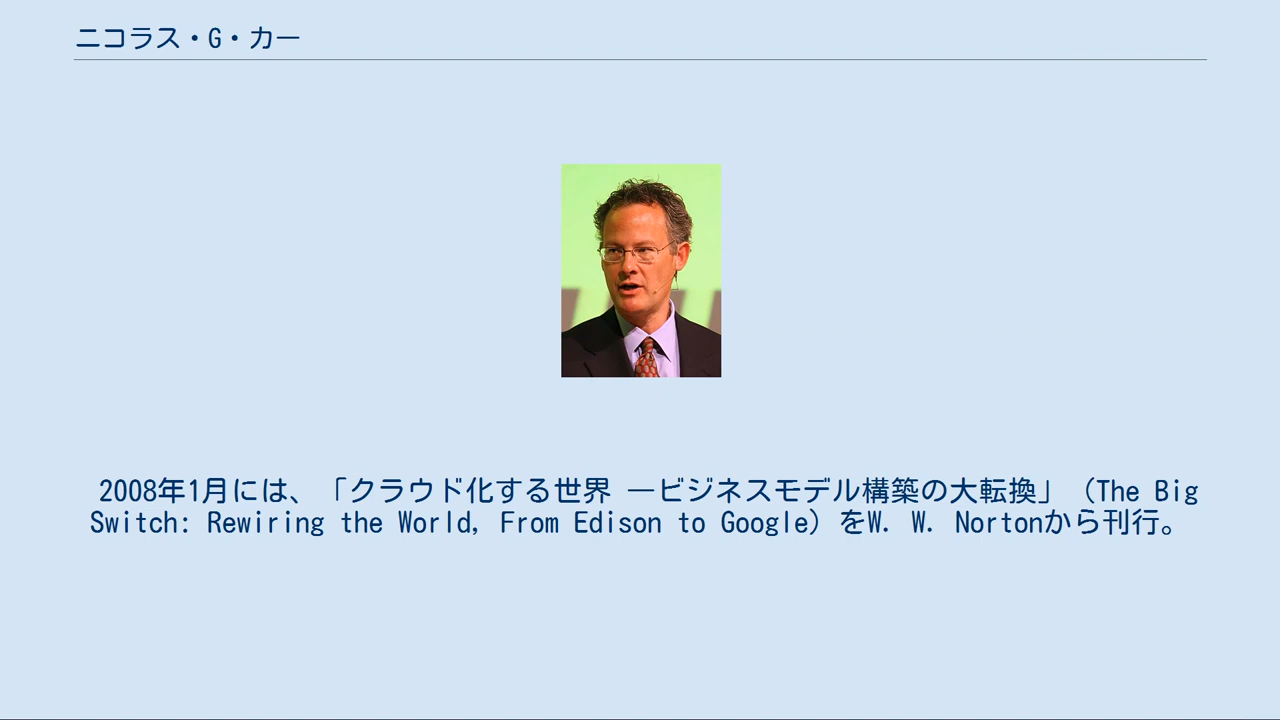 ニコラス・G・カー
2008年1月には、「クラウド化する世界 ―ビジネスモデル構築の大転換」（The Big
Switch: Rewiring the World, From Edison to Google）をW. W. Nortonから刊行。